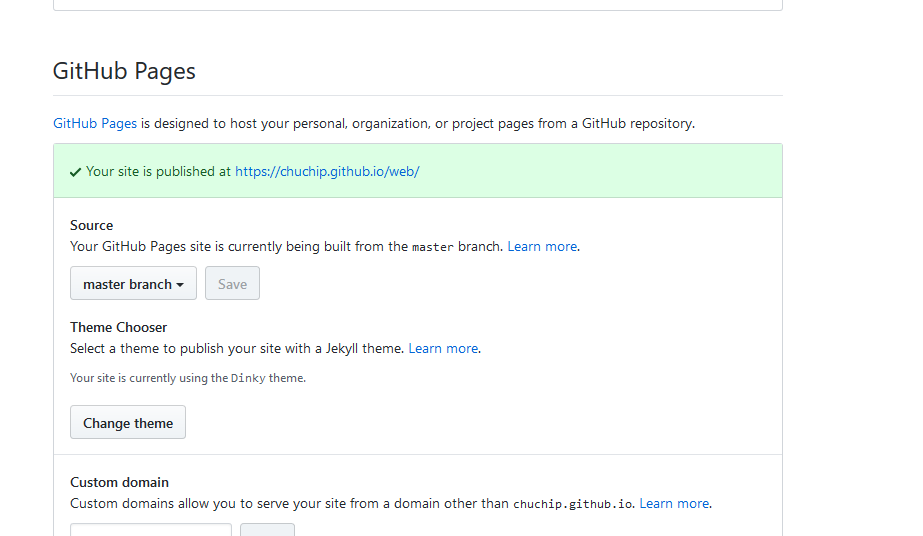 GitHub Pages
GitHub Pages is designed to host your personal, organization, or project pages from a GitHub repository.
✓ Your site is published at https://chuchip.github.io/web/
Source
Your GitHub Pages site is currently being built from the master branch. Learn more.
master branch ▾ Save
Theme Chooser
Select a theme to publish your site with a Jekyll theme. Learn more.
Your site is currently using the Dinky theme.
Change theme
Custom domain
Custom domains allow you to serve your site from a domain other than chuchip.github.io. Learn more.